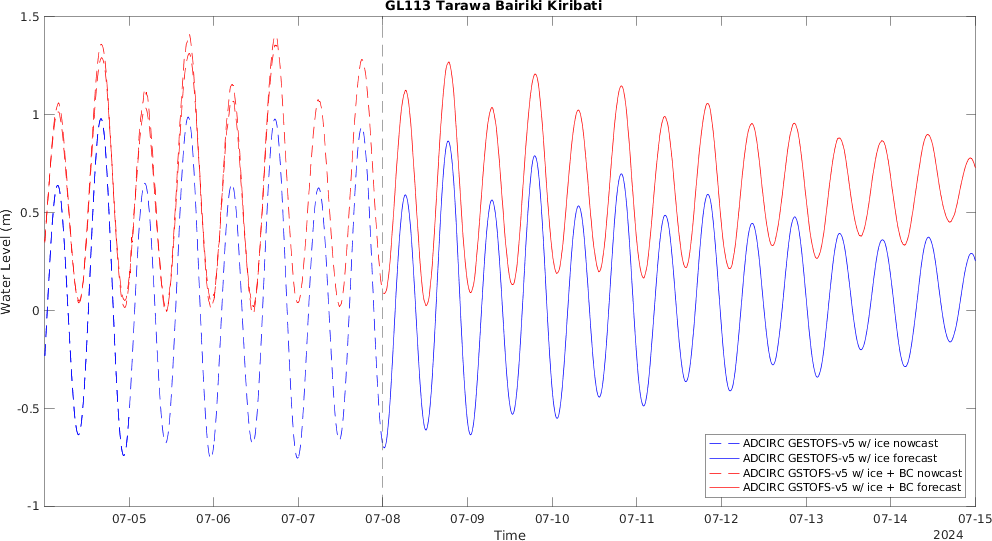 GL113 Tarawa Bairiki Kiribati
1.5
1
0.5
0
-0.5
-1
Water Level (m)
ADCIRC GESTOFS-v5 w/ ice nowcast
ADCIRC GESTOFS-v5 w/ ice forecast
ADCIRC GSTOFS-v5 w/ ice + BC nowcast
ADCIRC GSTOFS-v5 w/ ice + BC forecast
07-05 07-06 07-07 07-08 07-09 07-10 07-11 07-12 07-13 07-14 07-15
Time
2024